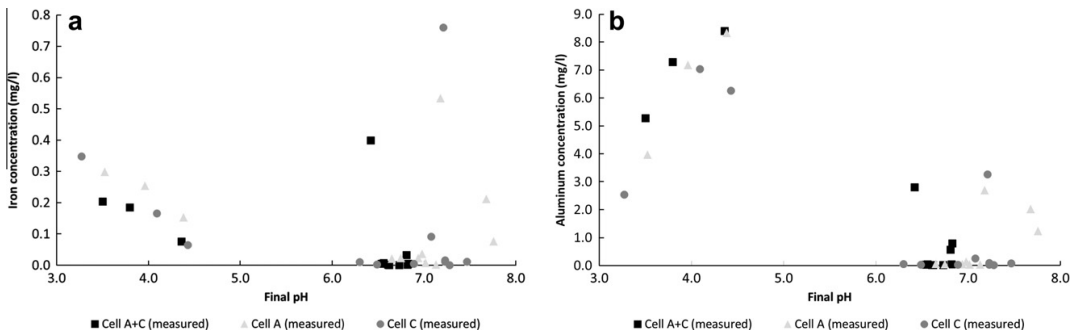 a
Iron concentration (mg/l)
0.8
0.7
0.6
0.5
0.4
0.3
0.2
0.1
0.0
3.0 4.0 5.0 6.0 7.0 8.0
Final pH
Cell A+C (measured) Cell A (measured) Cell C (measured)
b
Aluminum concentration (mg/l)
9.0
8.0
7.0
6.0
5.0
4.0
3.0
2.0
1.0
0.0
3.0 4.0 5.0 6.0 7.0 8.0
Final pH
Cell A+C (measured) Cell A (measured) Cell C (measured)